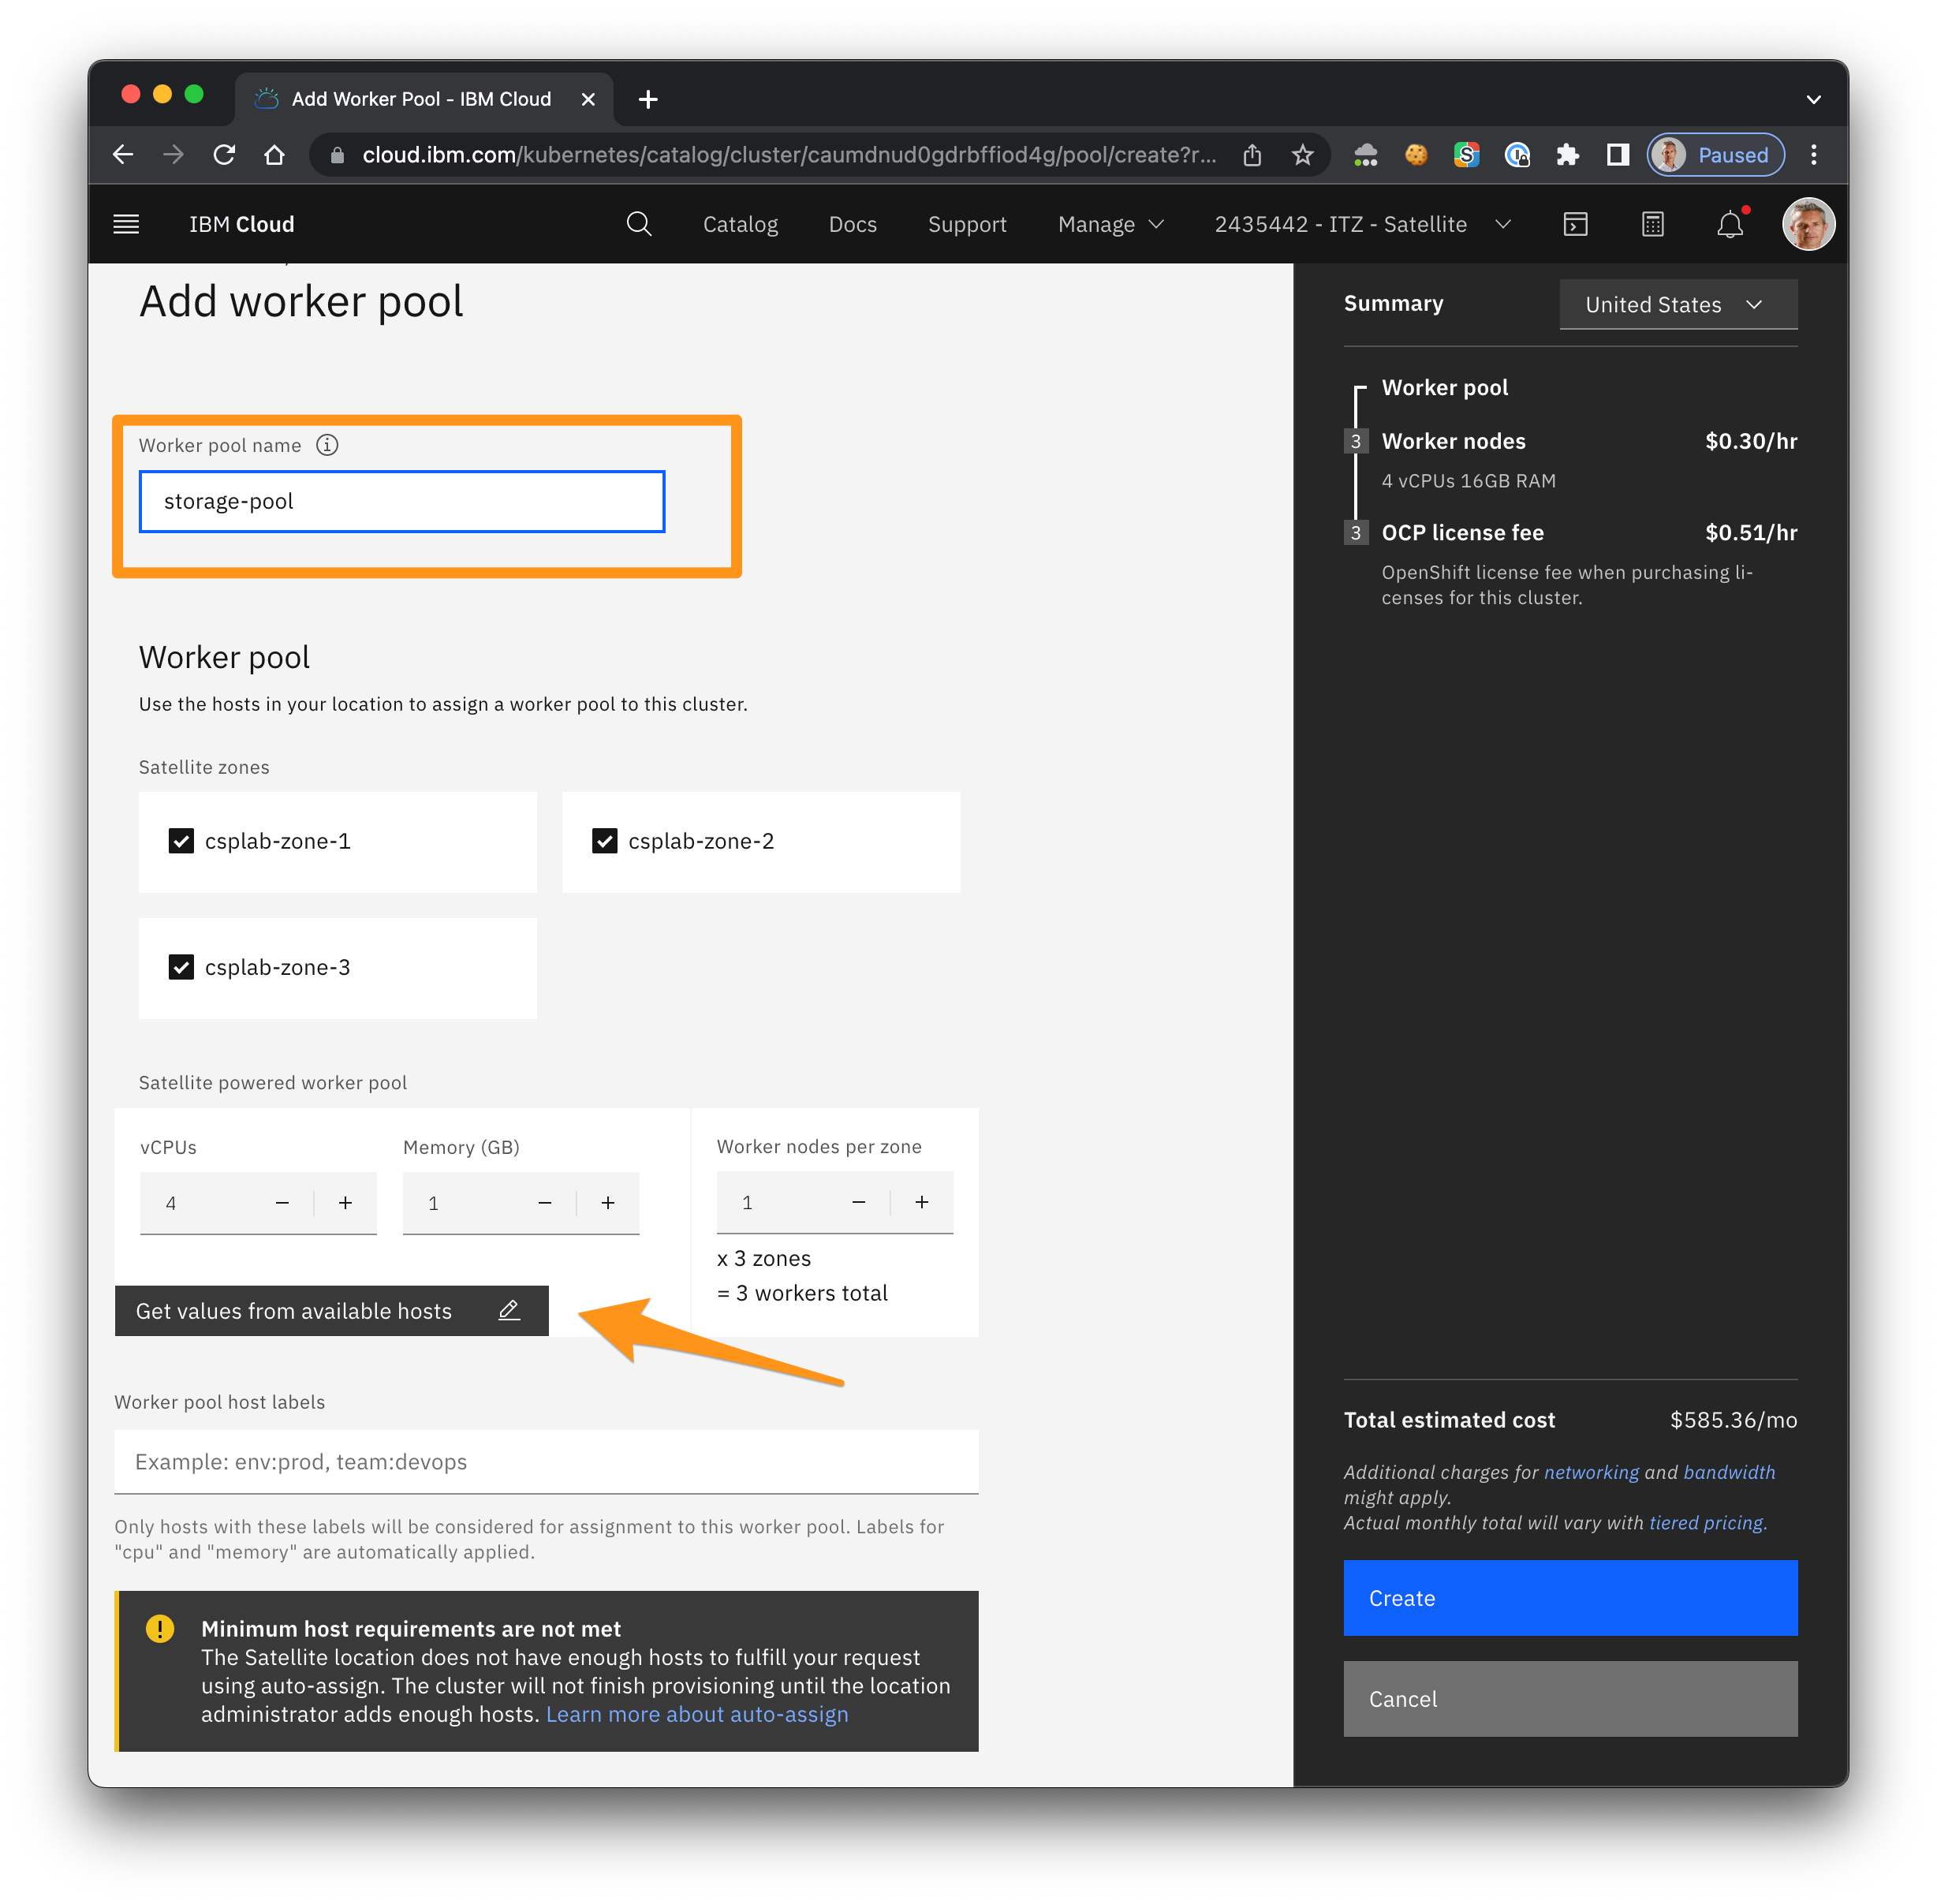 Add Worker Pool - IBM Cloud
cloud.ibm.com/kubernetes/catalog/cluster/caumdnud0gdrbffiod4g/pool/create?r...
Paused
IBM Cloud
Catalog
Docs
Support
Manage
2435442 - ITZ - Satellite
Add worker pool
Worker pool name
storage-pool
Worker pool
Use the hosts in your location to assign a worker pool to this cluster.
Satellite zones
csplab-zone-1
csplab-zone-2
csplab-zone-3
Satellite powered worker pool
vCPUs
Memory (GB)
Worker nodes per zone
4
1
1
x 3 zones
= 3 workers total
Get values from available hosts
Worker pool host labels
Example: env:prod, team:devops
Only hosts with these labels will be considered for assignment to this worker pool. Labels for
"cpu" and "memory" are automatically applied.
Minimum host requirements are not met
The Satellite location does not have enough hosts to fulfill your request
using auto-assign. The cluster will not finish provisioning until the location
administrator adds enough hosts. Learn more about auto-assign
Summary
United States
Worker pool
3 Worker nodes $0.30/hr
4 vCPUs 16GB RAM
3 OCP license fee $0.51/hr
OpenShift license fee when purchasing li-
censes for this cluster.
Total estimated cost $585.36/mo
Additional charges for networking and bandwidth
might apply.
Actual monthly total will vary with tiered pricing.
Create
Cancel